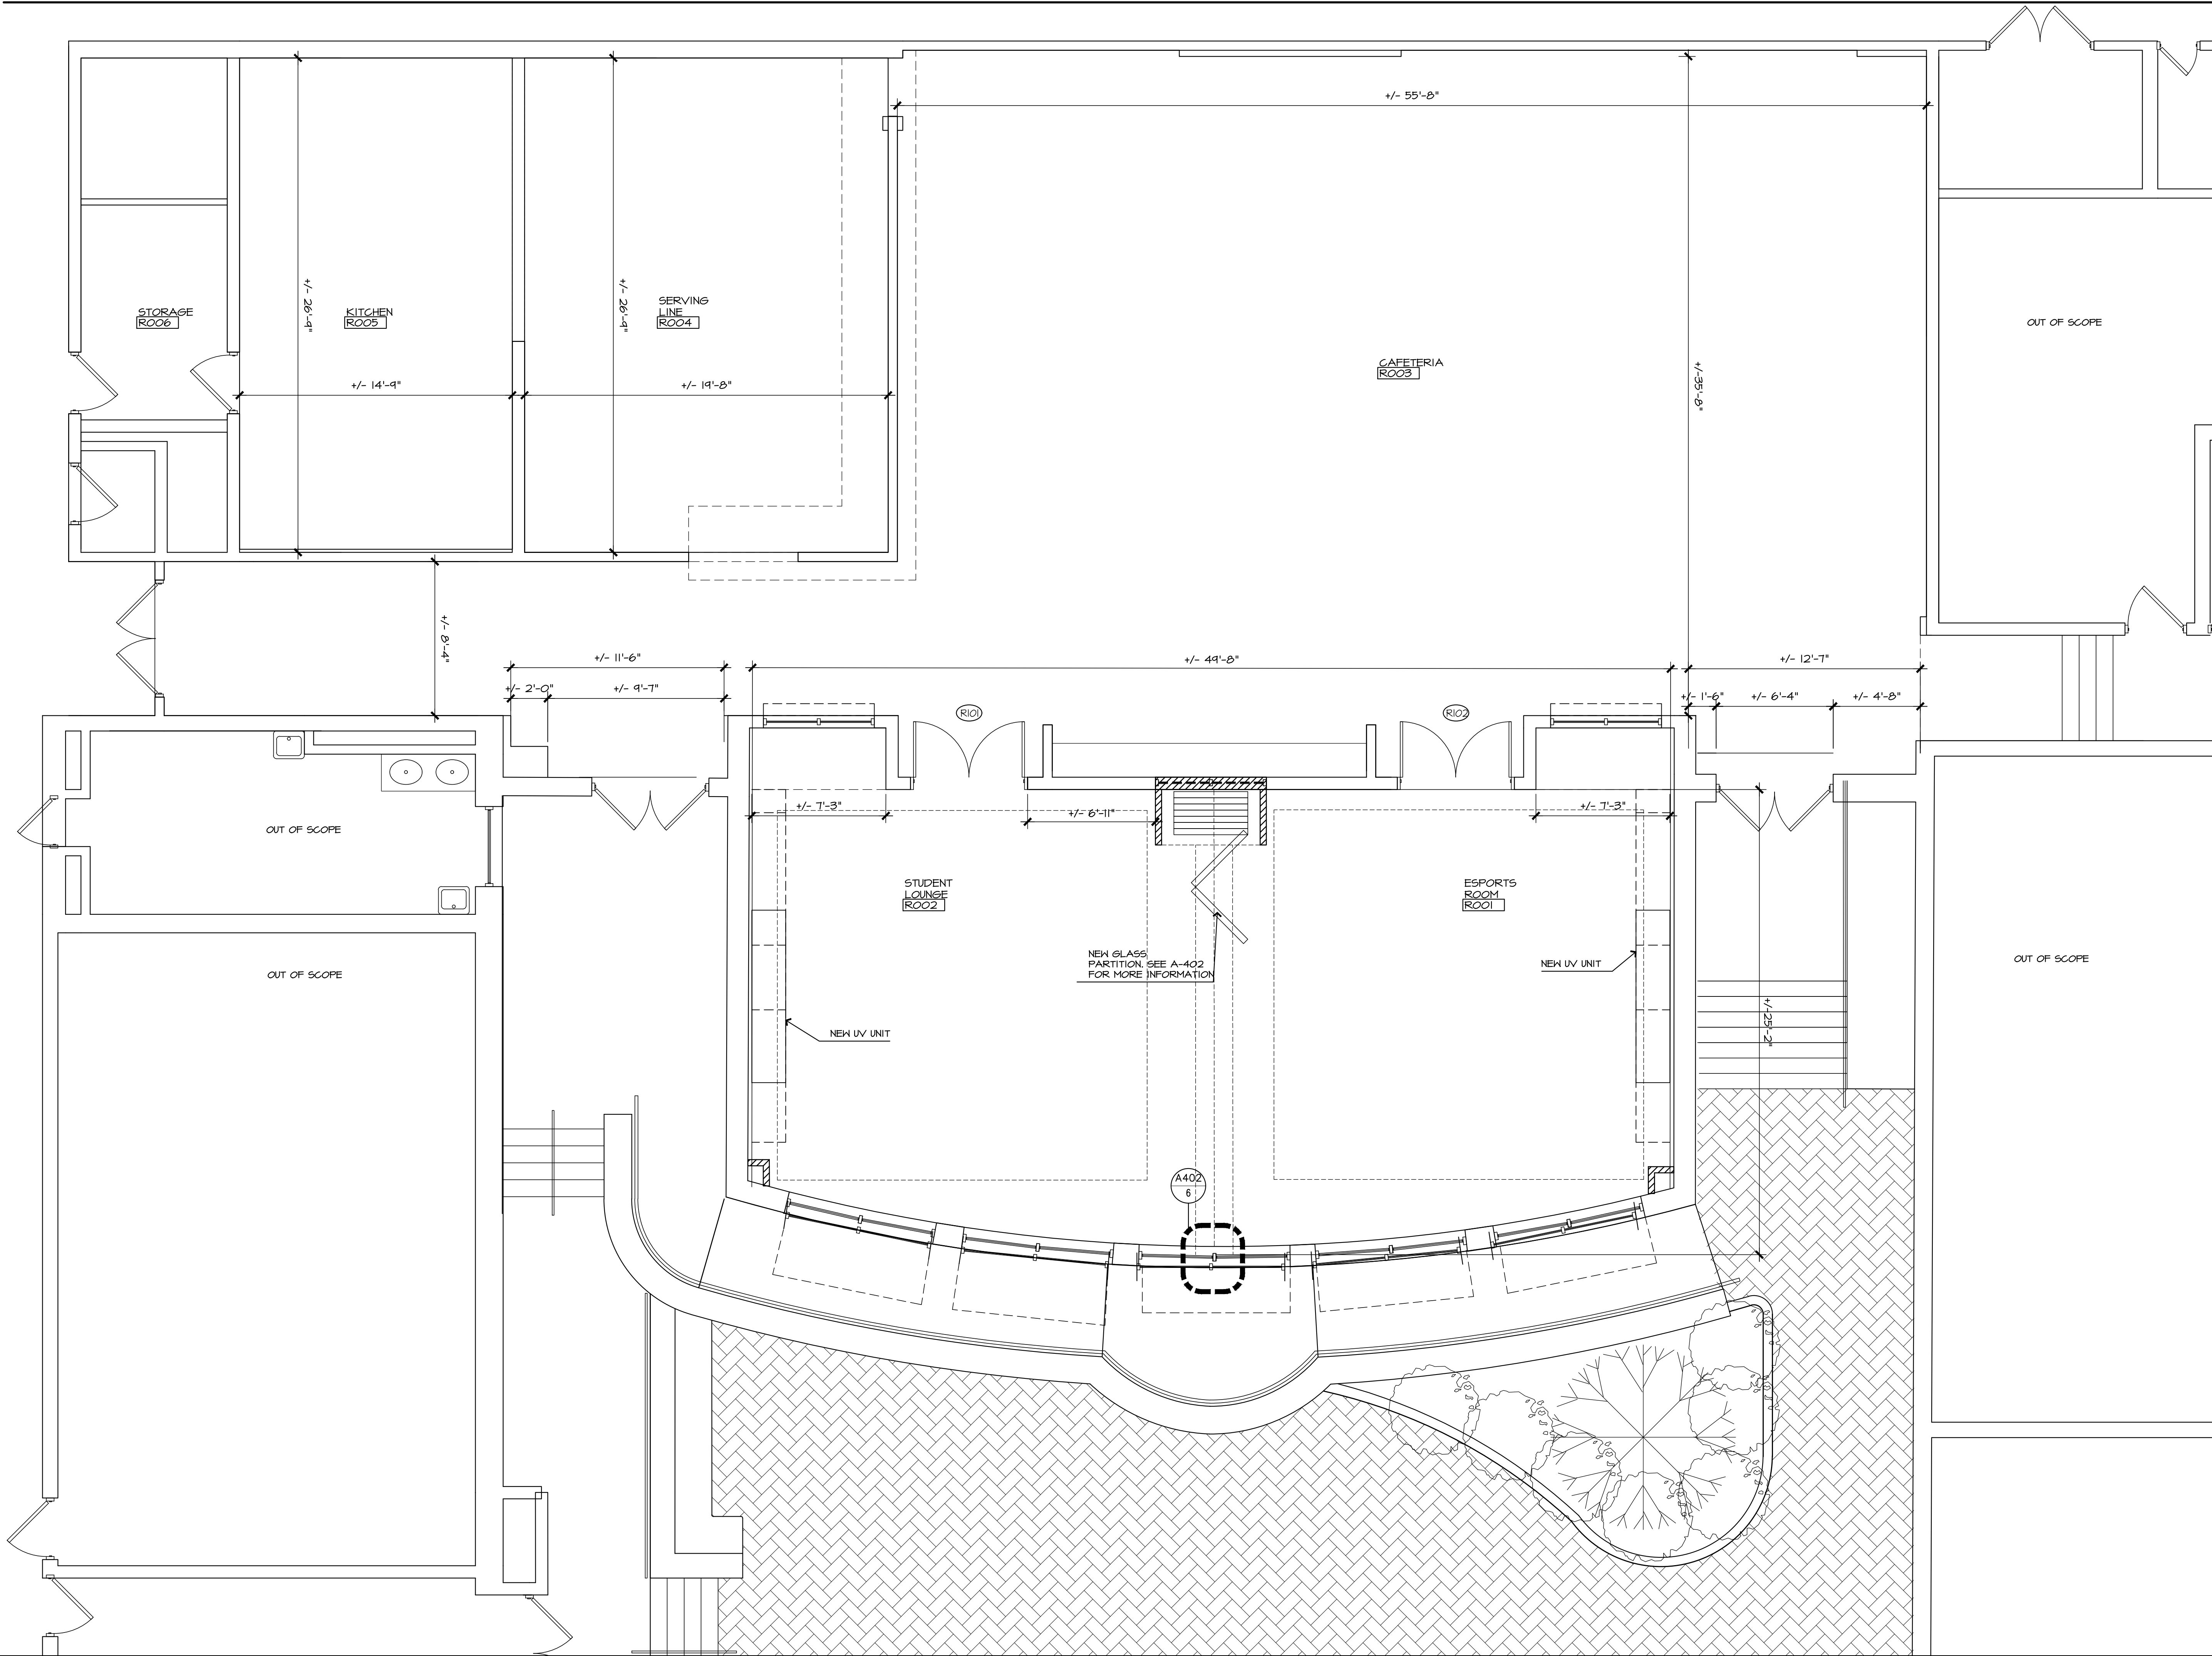 +/- 55'-8"
+/- 26'-9"
+/- 26'-9"
STORAGE
R006
KITCHEN
R005
SERVING
LINE
R004
OUT OF SCOPE
CAFETERIA
R003
+/-35'-8"
+/- 14'-9"
+/- 19'-8"
+/- 8'-4"
+/- 11'-6"
+/- 49'-8"
+/- 12'-7"
+/- 2'-0"
+/- 9'-7"
+/- 1'-6"
+/- 6'-4"
+/- 4'-8"
R101
R102
+/- 7'-3"
+/- 6'-11"
+/- 7'-3"
OUT OF SCOPE
STUDENT
LOUNGE
R002
ESPORTS
ROOM
R001
NEW GLASS
PARTITION, SEE A-402
FOR MORE INFORMATION
NEW UV UNIT
OUT OF SCOPE
OUT OF SCOPE
NEW UV UNIT
+/-25'-2"
A402
6